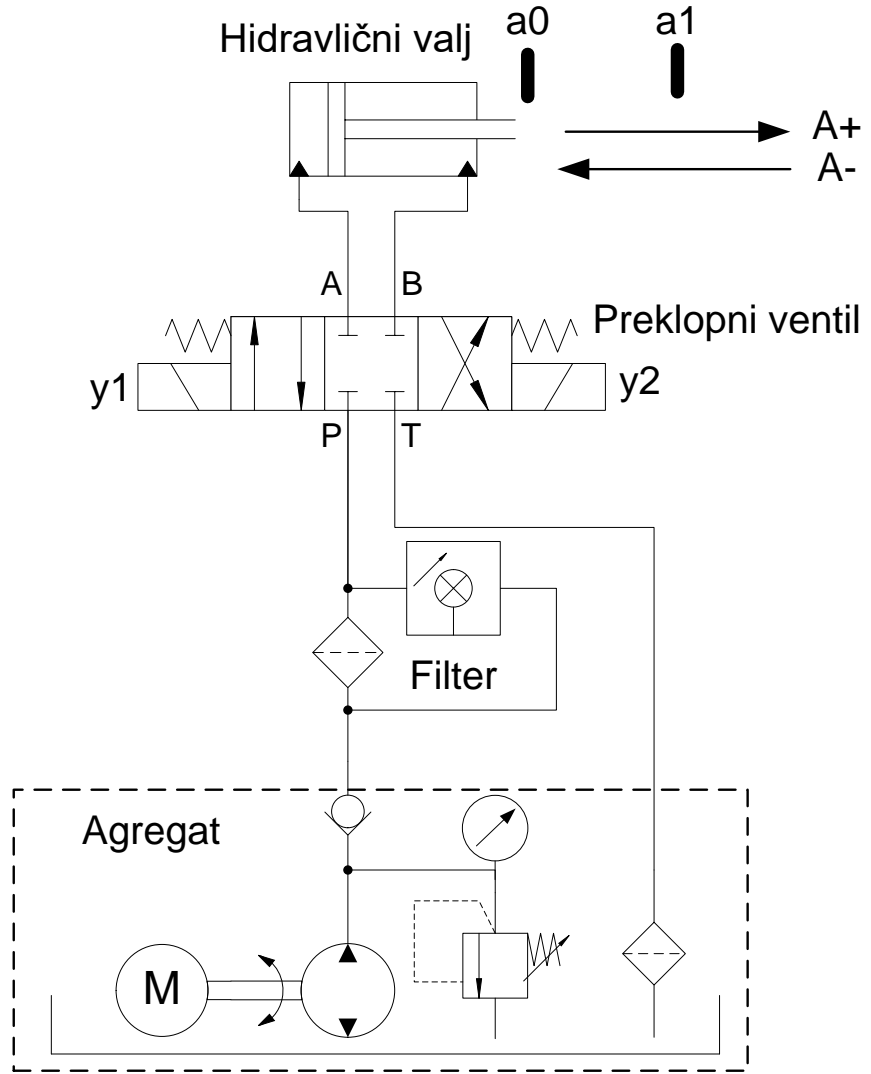 Hidravlični valj
a0
a1
A+
A-
A
B
Preklopni ventil
y1
y2
P
T
Filter
Agregat
M